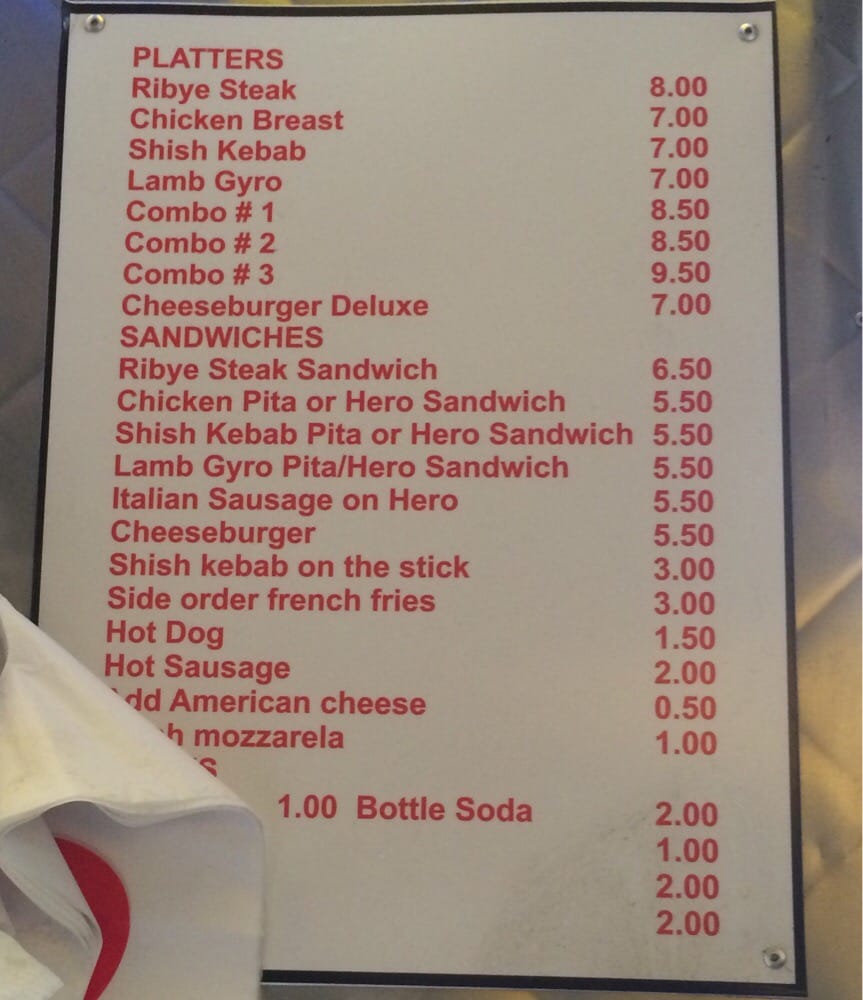 PLATTERS
Ribye Steak 8.00
Chicken Breast 7.00
Shish Kebab 7.00
Lamb Gyro 7.00
Combo # 1 8.50
Combo # 2 8.50
Combo # 3 9.50
Cheeseburger Deluxe 7.00
SANDWICHES
Ribye Steak Sandwich 6.50
Chicken Pita or Hero Sandwich 5.50
Shish Kebab Pita or Hero Sandwich 5.50
Lamb Gyro Pita/Hero Sandwich 5.50
Italian Sausage on Hero 5.50
Cheeseburger 5.50
Shish kebab on the stick 3.00
Side order french fries 3.00
Hot Dog 1.50
Hot Sausage 2.00
Add American cheese 0.50
mozzarela 1.00
1.00 Bottle Soda 2.00
1.00
2.00
2.00